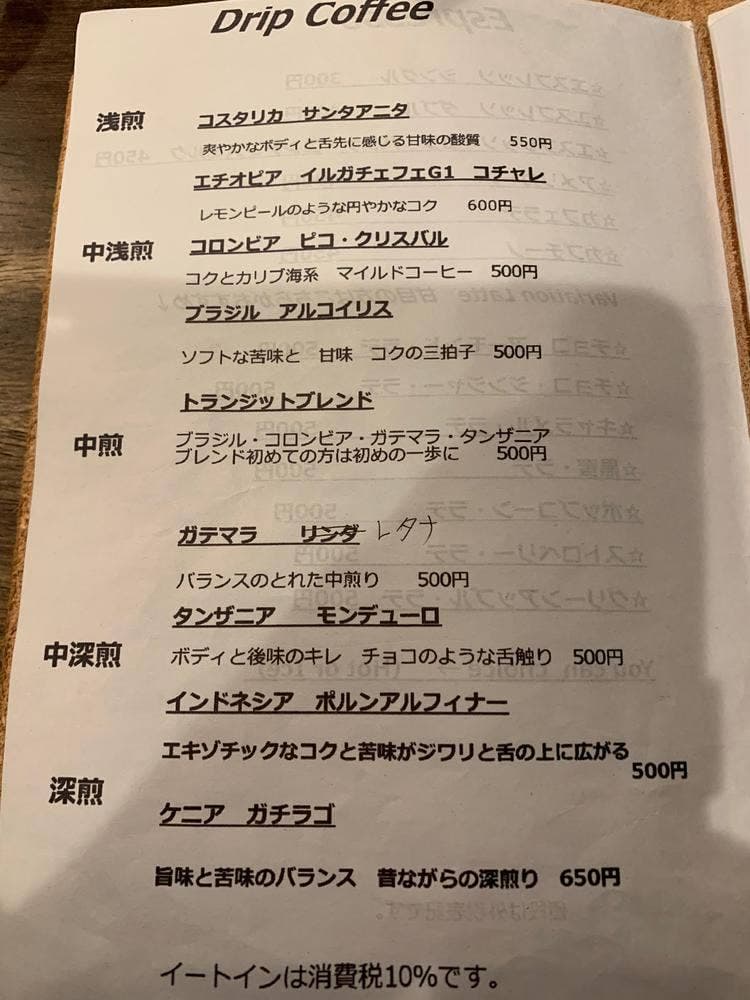 Drip Coffee
浅煎
コスタリカ　サンタアニタ
爽やかなボディと舌先に感じる甘味の酸質　550円
エチオピア　イルガチェフェG1　コチャレ
レモンピールのような円やかなコク　600円
中浅煎
コロンビア　ピコ・クリスバル
コクとカリブ海系　マイルドコーヒー　500円
ブラジル　アルコイリス
ソフトな苦味と　甘味　コクの三拍子　500円
トランジットブレンド
中煎
ブラジル・コロンビア・ガテマラ・タンザニア
ブレンド初めての方は初めの一歩に　500円
ガテマラ　リンダ レタナ
バランスのとれた中煎り　500円
タンザニア　モンデューロ
中深煎
ボディと後味のキレ　チョコのような舌触り　500円
インドネシア　ポルンアルフィナー
エキゾチックなコクと苦味がジワリと舌の上に広がる
500円
深煎
ケニア　ガチラゴ
旨味と苦味のバランス　昔ながらの深煎り　650円
イートインは消費税10%です。